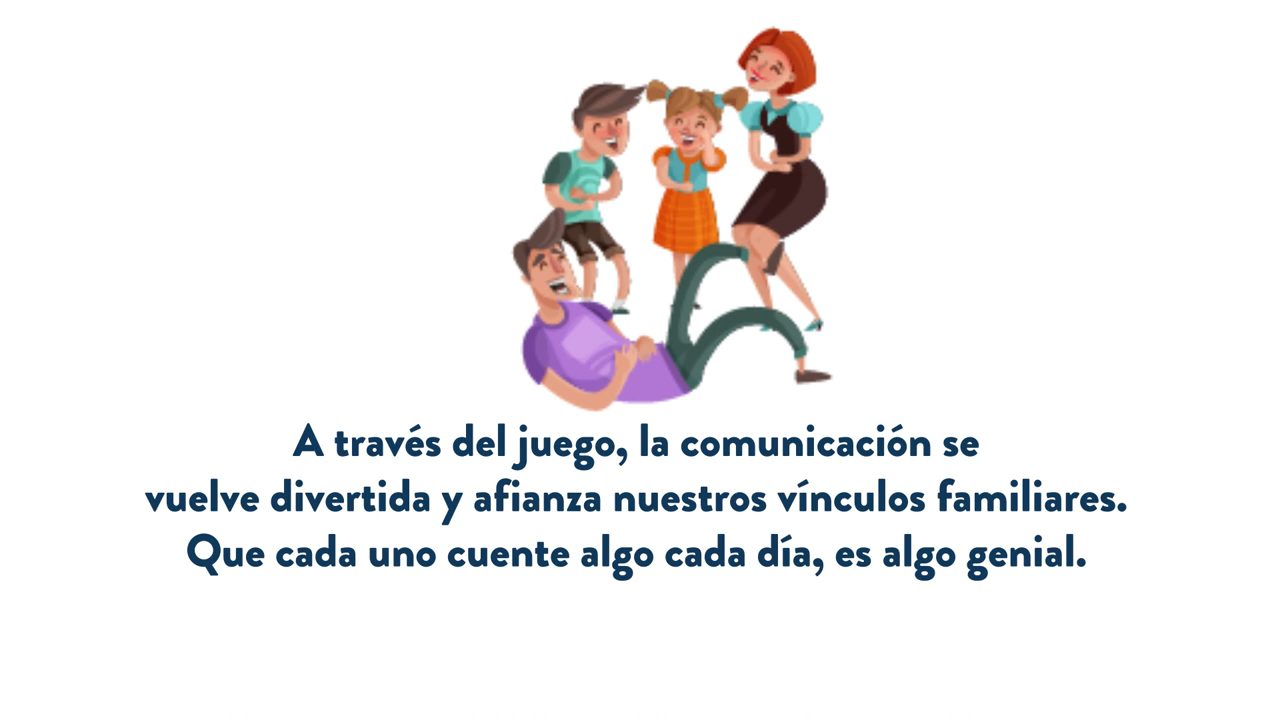 A través del juego, la comunicación se
vuelve divertida y afianza nuestros vínculos familiares.
Que cada uno cuente algo cada día, es algo genial.